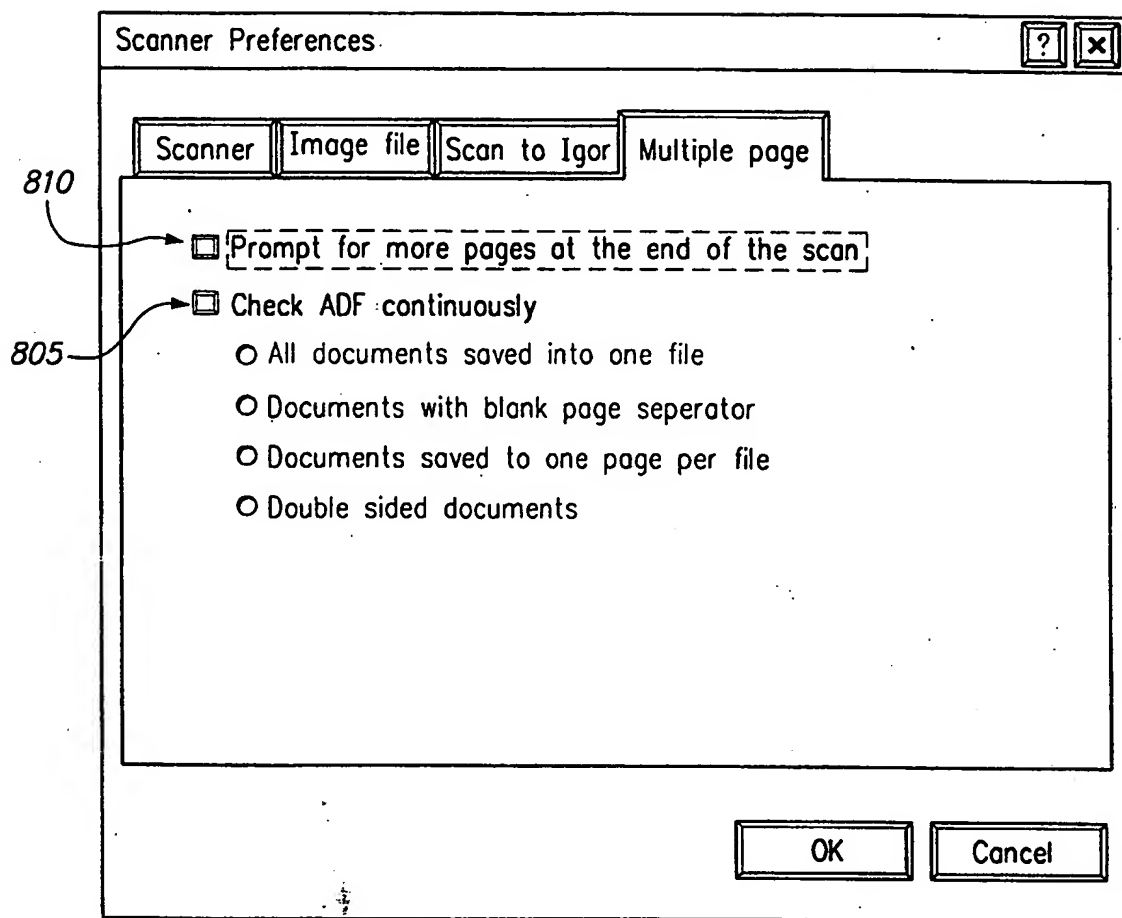 Scanner Preferences ? ×
Scanner Image file Scan to Igor Multiple page
810
Prompt for more pages at the end of the scan
Check ADF continuously
805
All documents saved into one file
Documents with blank page seperator
Documents saved to one page per file
Double sided documents
OK Cancel